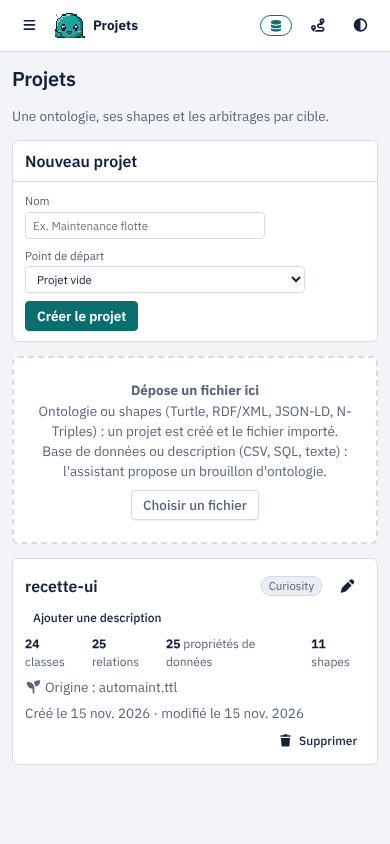 Projets
Projets
Une ontologie, ses shapes et les arbitrages par cible.
Nouveau projet
Nom
Ex. Maintenance flotte
Point de départ
Projet vide
Créer le projet
Dépose un fichier ici
Ontologie ou shapes (Turtle, RDF/XML, JSON-LD, N-
Triples) : un projet est créé et le fichier importé.
Base de données ou description (CSV, SQL, texte) :
l'assistant propose un brouillon d'ontologie.
Choisir un fichier
recette-ui
Curiosity
Ajouter une description
24 classes
25 relations
25 propriétés de données
11 shapes
Origine : automaint.ttl
Créé le 15 nov. 2026 · modifié le 15 nov. 2026
Supprimer